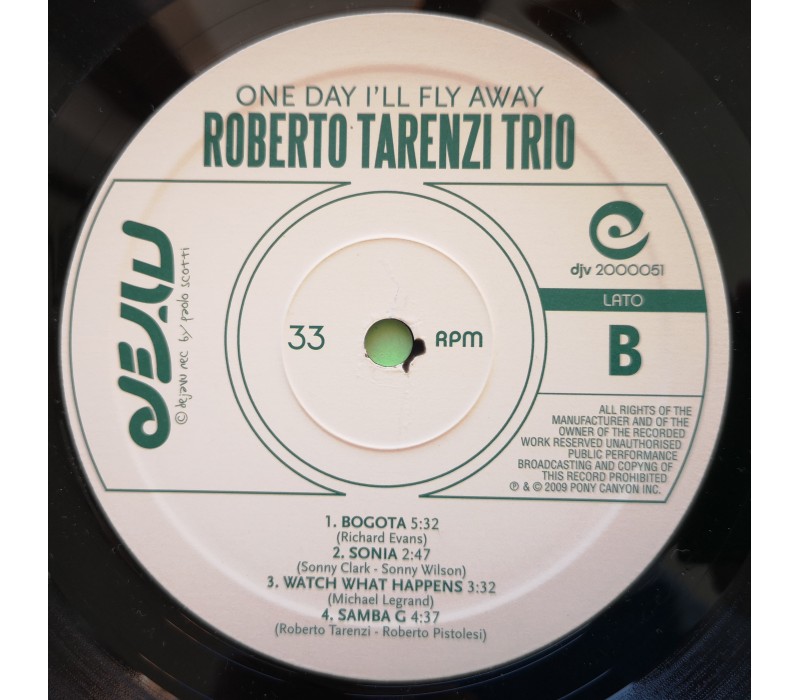 ONE DAY I'LL FLY AWAY
ROBERTO TARENZI TRIO
DEJAVU
© dejavu rec by paolo scotti
djv 2000051
LATO
B
33 RPM
ALL RIGHTS OF THE
MANUFACTURER AND OF THE
OWNER OF THE RECORDED
WORK RESERVED UNAUTHORISED
PUBLIC PERFORMANCE
BROADCASTING AND COPYNG OF
THIS RECORD PROHIBITED
℗ & © 2009 PONY CANYON INC.
1. BOGOTA 5:32
(Richard Evans)
2. SONIA 2:47
(Sonny Clark - Sonny Wilson)
3. WATCH WHAT HAPPENS 3:32
(Michael Legrand)
4. SAMBA G 4:37
(Roberto Tarenzi - Roberto Pistolesi)